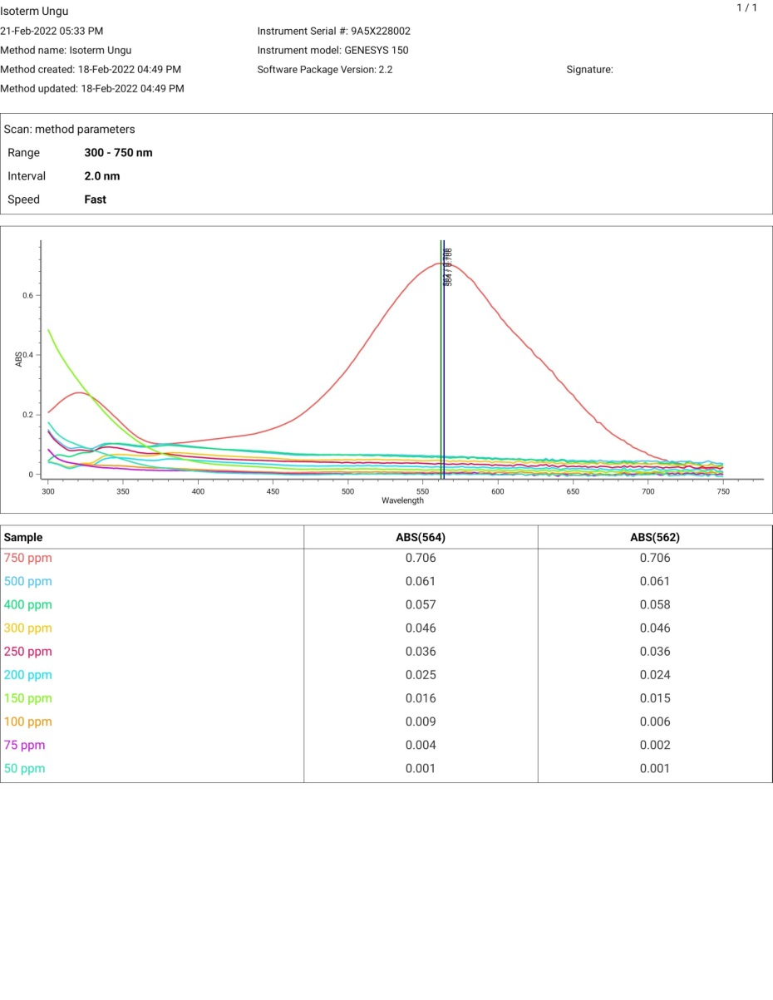 Isoterm Ungu
1 / 1
21-Feb-2022 05:33 PM
Instrument Serial #: 9A5X228002
Method name: Isoterm Ungu
Instrument model: GENESYS 150
Method created: 18-Feb-2022 04:49 PM
Software Package Version: 2.2
Signature:
Method updated: 18-Feb-2022 04:49 PM
Scan: method parameters
Range 300 - 750 nm
Interval 2.0 nm
Speed Fast
564 / 0.706
0.6
0.4
ABS
0.2
0
300 350 400 450 500 550 600 650 700 750
Wavelength
Sample ABS(564) ABS(562)
750 ppm 0.706 0.706
500 ppm 0.061 0.061
400 ppm 0.057 0.058
300 ppm 0.046 0.046
250 ppm 0.036 0.036
200 ppm 0.025 0.024
150 ppm 0.016 0.015
100 ppm 0.009 0.006
75 ppm 0.004 0.002
50 ppm 0.001 0.001